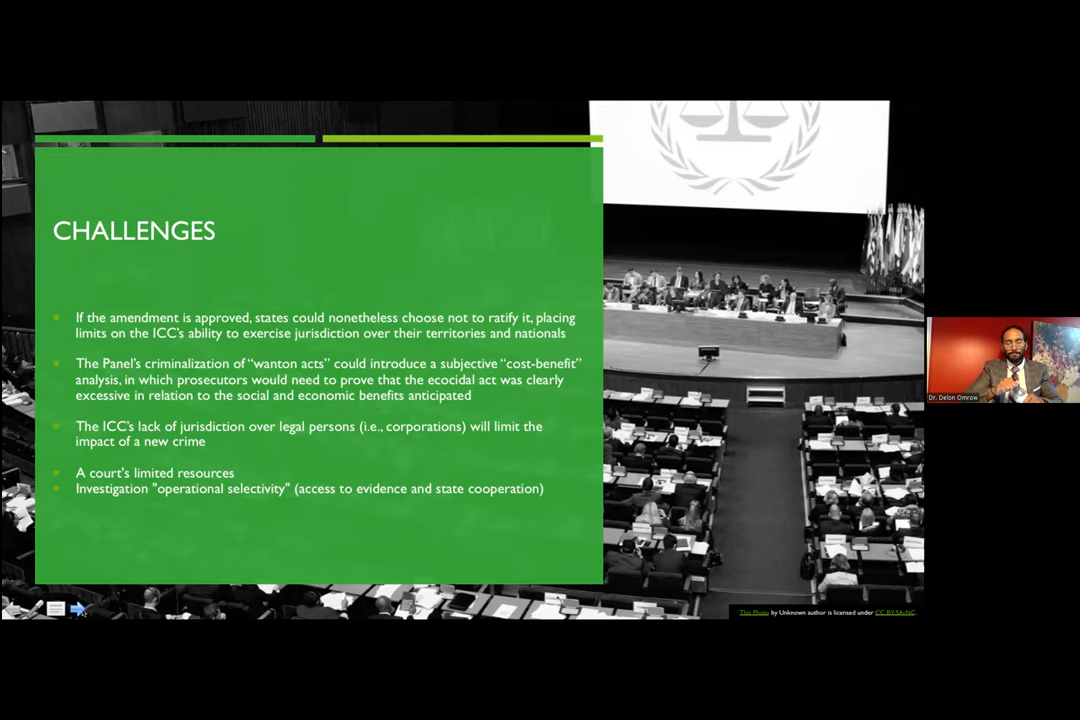 CHALLENGES
If the amendment is approved, states could nonetheless choose not to ratify it, placing
limits on the ICC's ability to exercise jurisdiction over their territories and nationals
The Panel's criminalization of “wanton acts” could introduce a subjective “cost-benefit”
analysis, in which prosecutors would need to prove that the ecocidal act was clearly
excessive in relation to the social and economic benefits anticipated
The ICC's lack of jurisdiction over legal persons (i.e., corporations) will limit the
impact of a new crime
A court's limited resources
Investigation "operational selectivity" (access to evidence and state cooperation)
Dr. Delon Omrow
This Photo by Unknown author is licensed under CC BY-SA-NC.